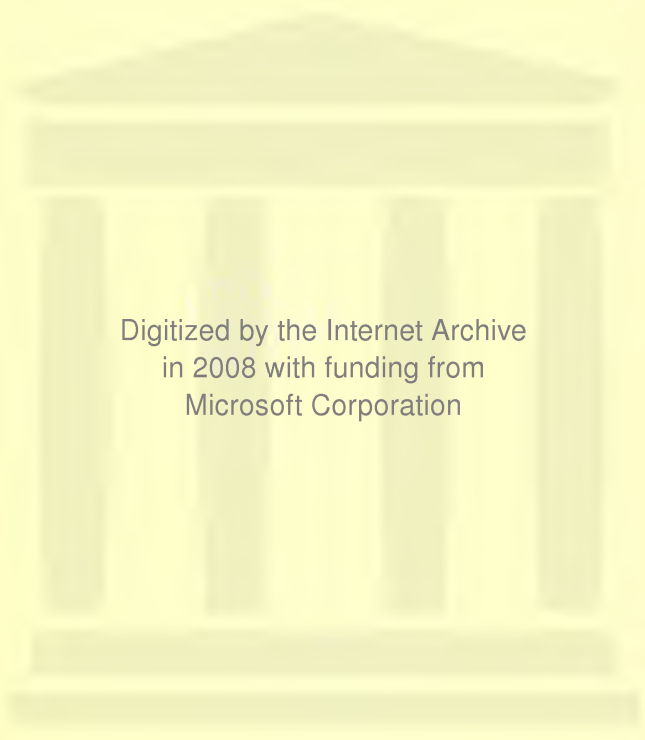 Digitized by the Internet Archive
in 2008 with funding from
Microsoft Corporation